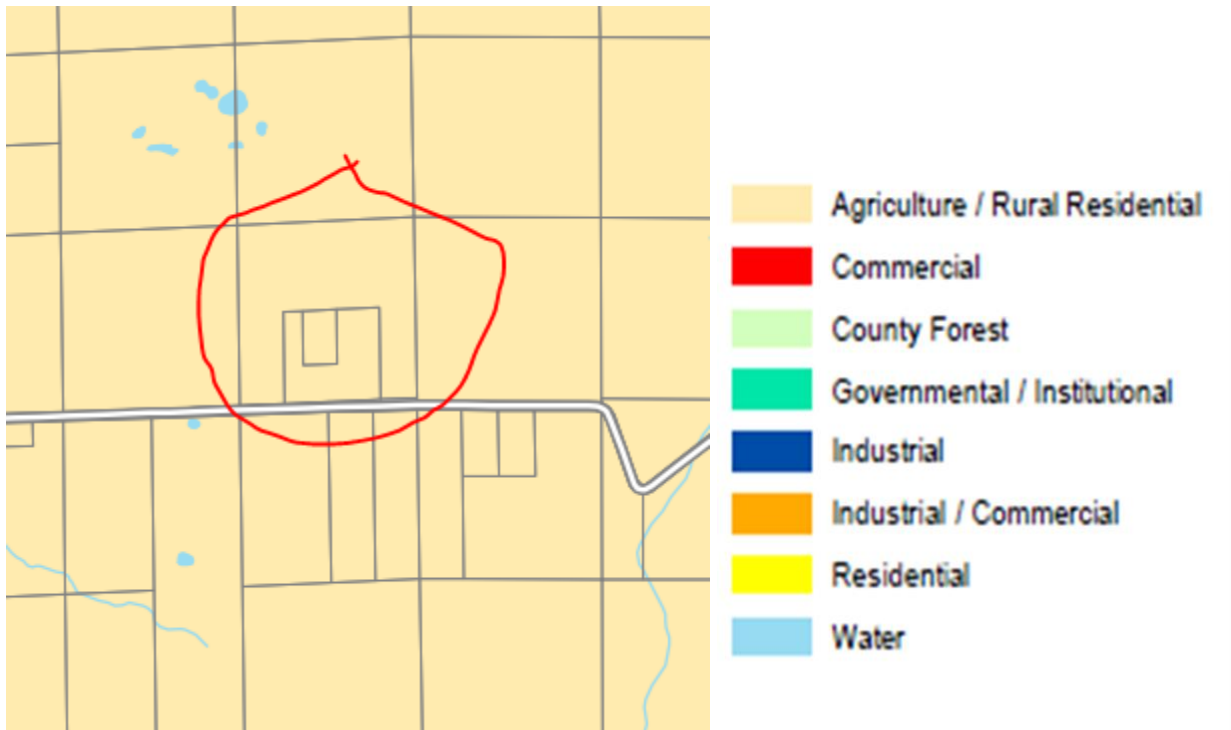 Agriculture / Rural Residential
Commercial
County Forest
Governmental / Institutional
Industrial
Industrial / Commercial
Residential
Water